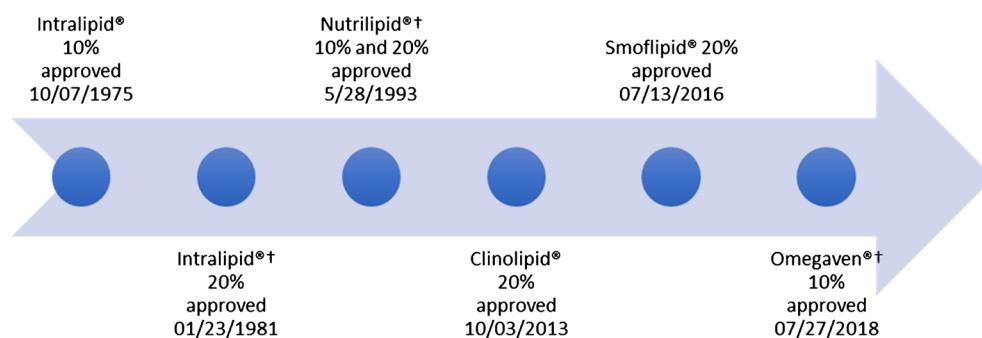 Intralipid®
10%
approved
10/07/1975
Intralipid®†
20%
approved
01/23/1981
Nutrilipid®†
10% and 20%
approved
5/28/1993
Clinolipid®
20%
approved
10/03/2013
Smoflipid® 20%
approved
07/13/2016
Omegaven®†
10%
approved
07/27/2018